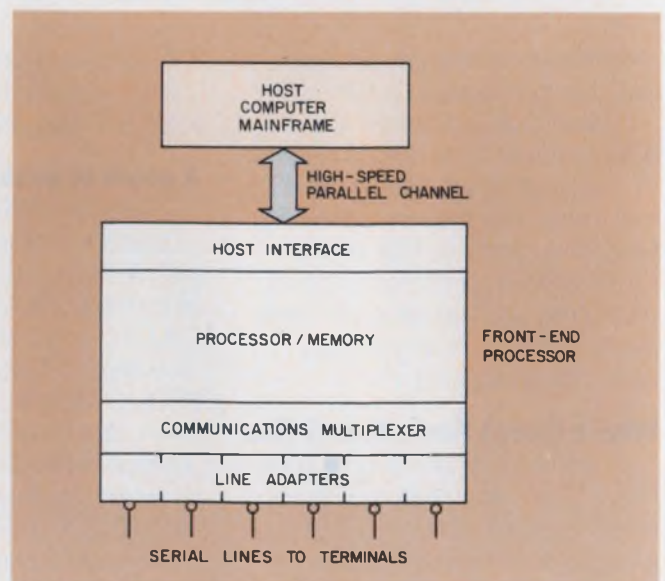 HOST
COMPUTER
MAINFRAME
HIGH-SPEED
PARALLEL CHANNEL
HOST INTERFACE
PROCESSOR / MEMORY
FRONT-END
PROCESSOR
COMMUNICATIONS MULTIPLEXER
LINE ADAPTERS
SERIAL LINES TO TERMINALS